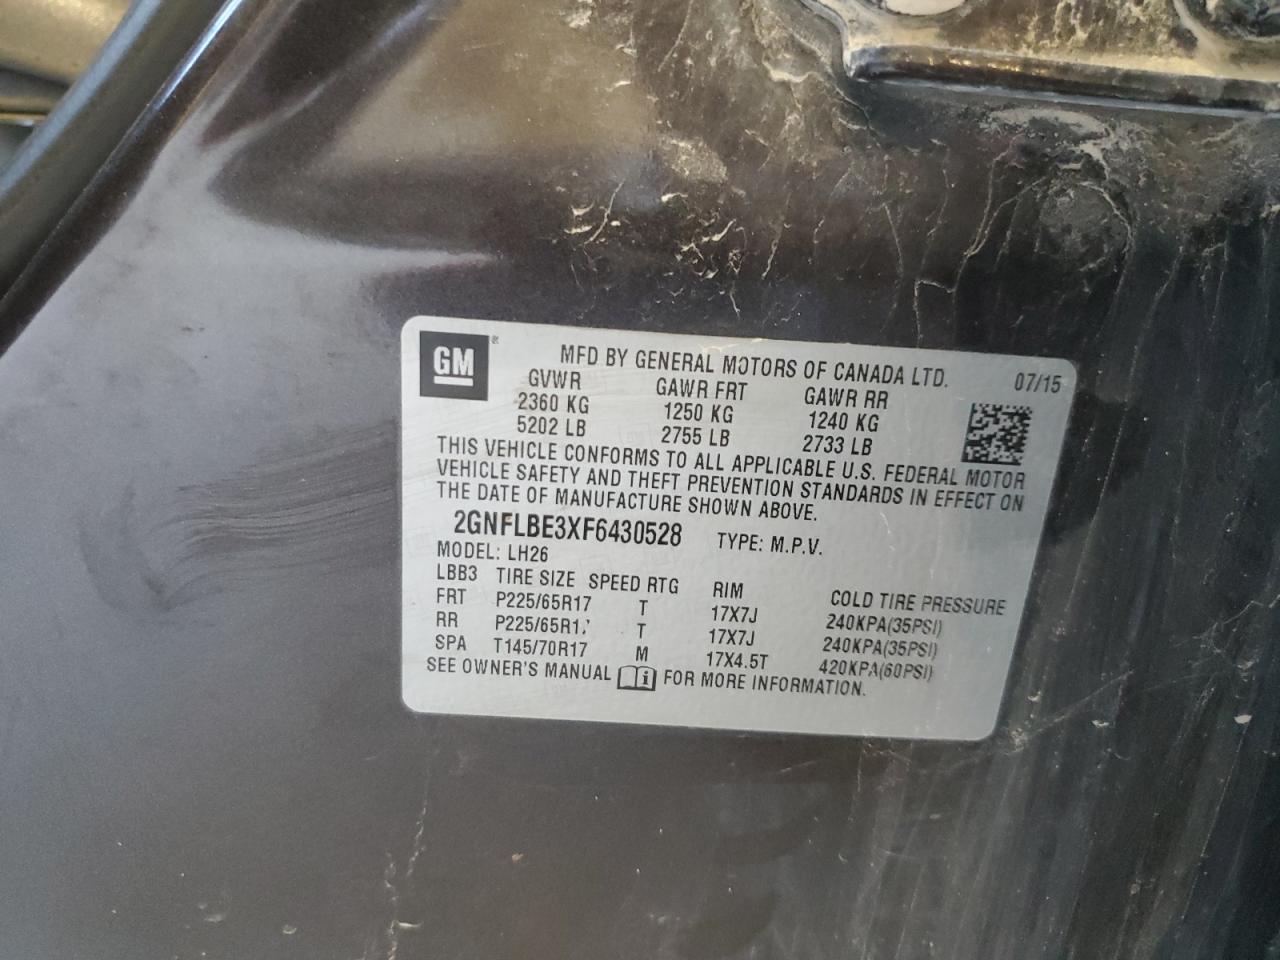 GM ®
MFD BY GENERAL MOTORS OF CANADA LTD. 07/15
GVWR GAWR FRT GAWR RR
2360 KG 1250 KG 1240 KG
5202 LB 2755 LB 2733 LB
THIS VEHICLE CONFORMS TO ALL APPLICABLE U.S. FEDERAL MOTOR
VEHICLE SAFETY AND THEFT PREVENTION STANDARDS IN EFFECT ON
THE DATE OF MANUFACTURE SHOWN ABOVE.
2GNFLBE3XF6430528 TYPE: M.P.V.
MODEL: LH26
LBB3 TIRE SIZE SPEED RTG RIM COLD TIRE PRESSURE
FRT P225/65R17 T 17X7J 240KPA(35PSI)
RR P225/65R17 T 17X7J 240KPA(35PSI)
SPA T145/70R17 M 17X4.5T 420KPA(60PSI)
SEE OWNER'S MANUAL i FOR MORE INFORMATION.